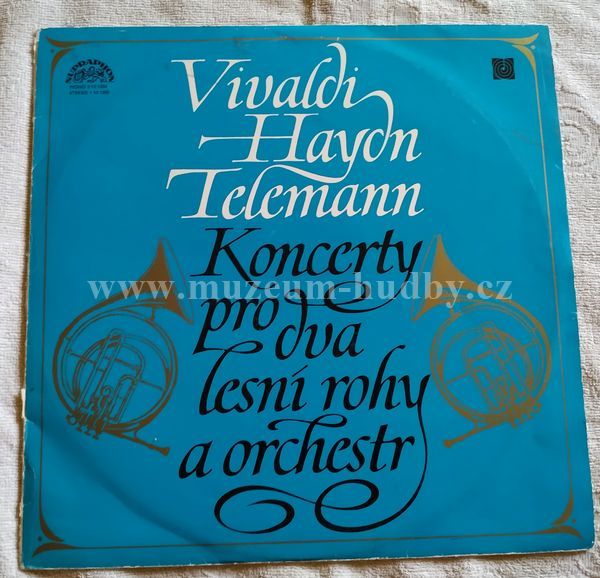 SUPRAPHON
Vivaldi
Haydn
Telemann
Koncerty
www.muzeum-hudby.cz
pro dva
lesní rohy
a orchestr